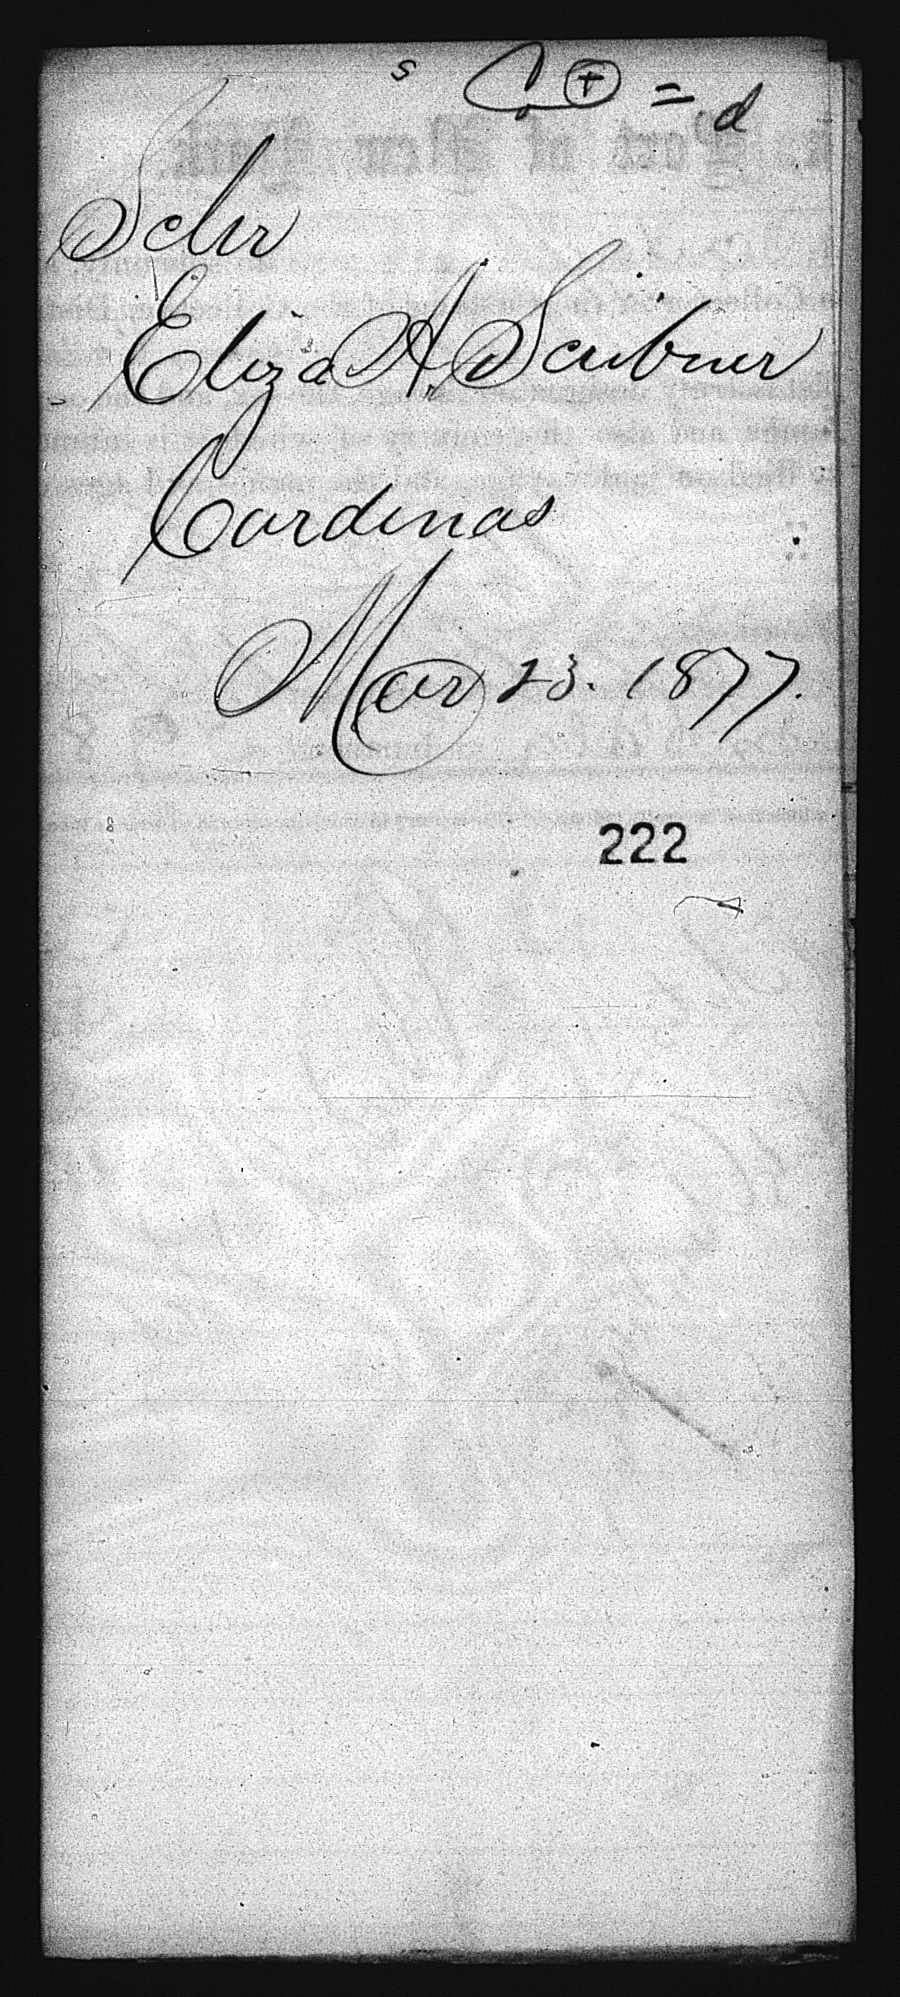 s C + = d
Schr
Eliza A Scribner
Cardenas
Mar 23. 1877.
222